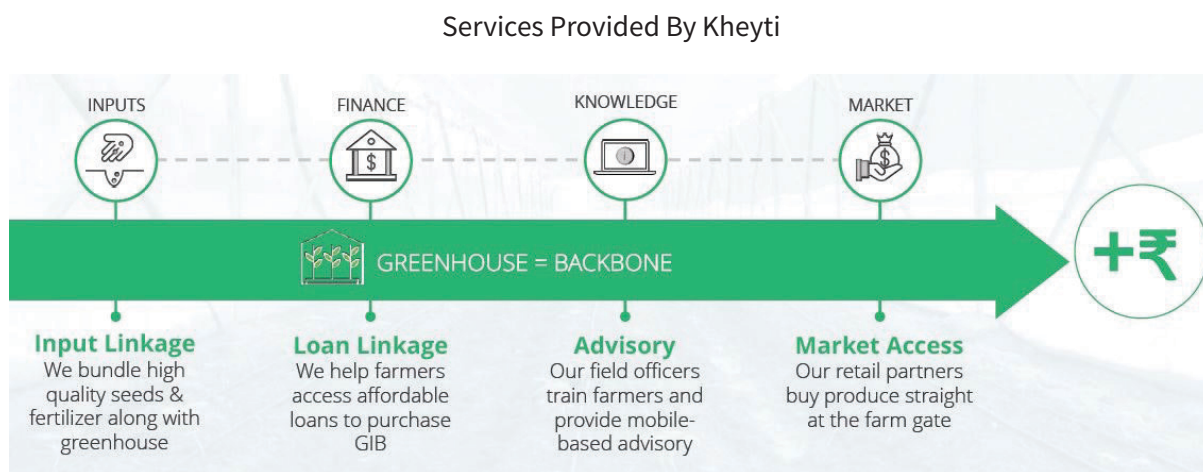 Services Provided By Kheyti
INPUTS
FINANCE
KNOWLEDGE
MARKET
$
$
GREENHOUSE = BACKBONE
+₹
Input Linkage
We bundle high
quality seeds &
fertilizer along with
greenhouse
Loan Linkage
We help farmers
access affordable
loans to purchase
GIB
Advisory
Our field officers
train farmers and
provide mobile-
based advisory
Market Access
Our retail partners
buy produce straight
at the farm gate